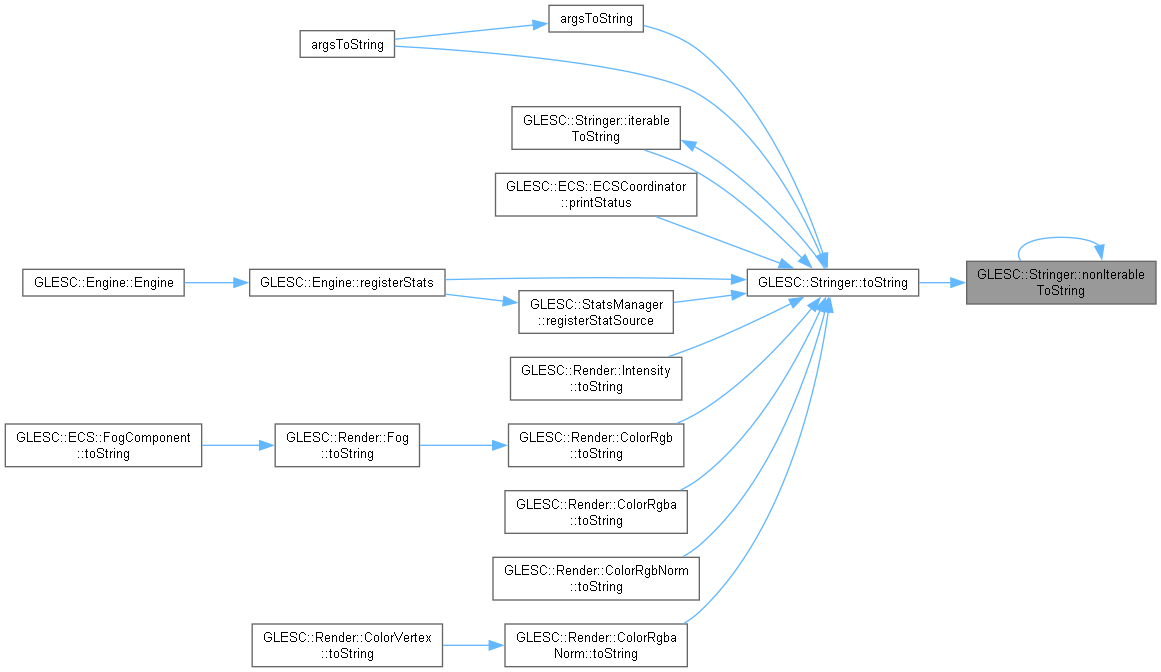 argsToString
argsToString
GLESC::Stringer::iterable
ToString
GLESC::ECS::ECSCoordinator
::printStatus
GLESC::Engine::Engine
GLESC::Engine::registerStats
GLESC::StatsManager
::registerStatSource
GLESC::Stringer::toString
GLESC::Stringer::nonIterable
ToString
GLESC::Render::Intensity
::toString
GLESC::ECS::FogComponent
::toString
GLESC::Render::Fog
::toString
GLESC::Render::ColorRgb
::toString
GLESC::Render::ColorRgba
::toString
GLESC::Render::ColorRgbNorm
::toString
GLESC::Render::ColorVertex
::toString
GLESC::Render::ColorRgba
Norm::toString